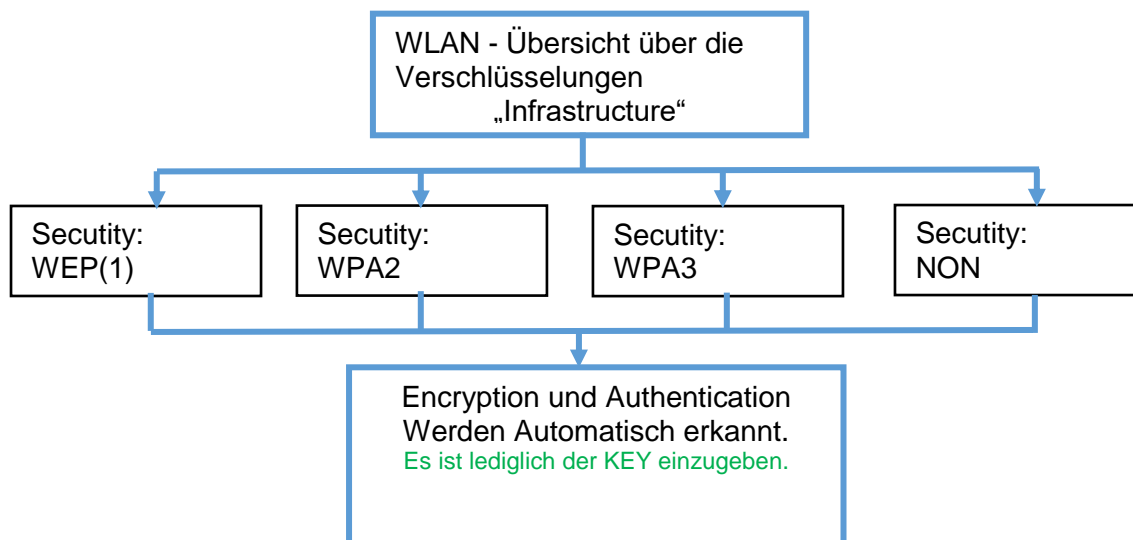 WLAN - Übersicht über die
Verschlüsselungen
„Infrastructure“
Secutity:
WEP(1)
Secutity:
WPA2
Secutity:
WPA3
Secutity:
NON
Encryption und Authentication
Werden Automatisch erkannt.
Es ist lediglich der KEY einzugeben.